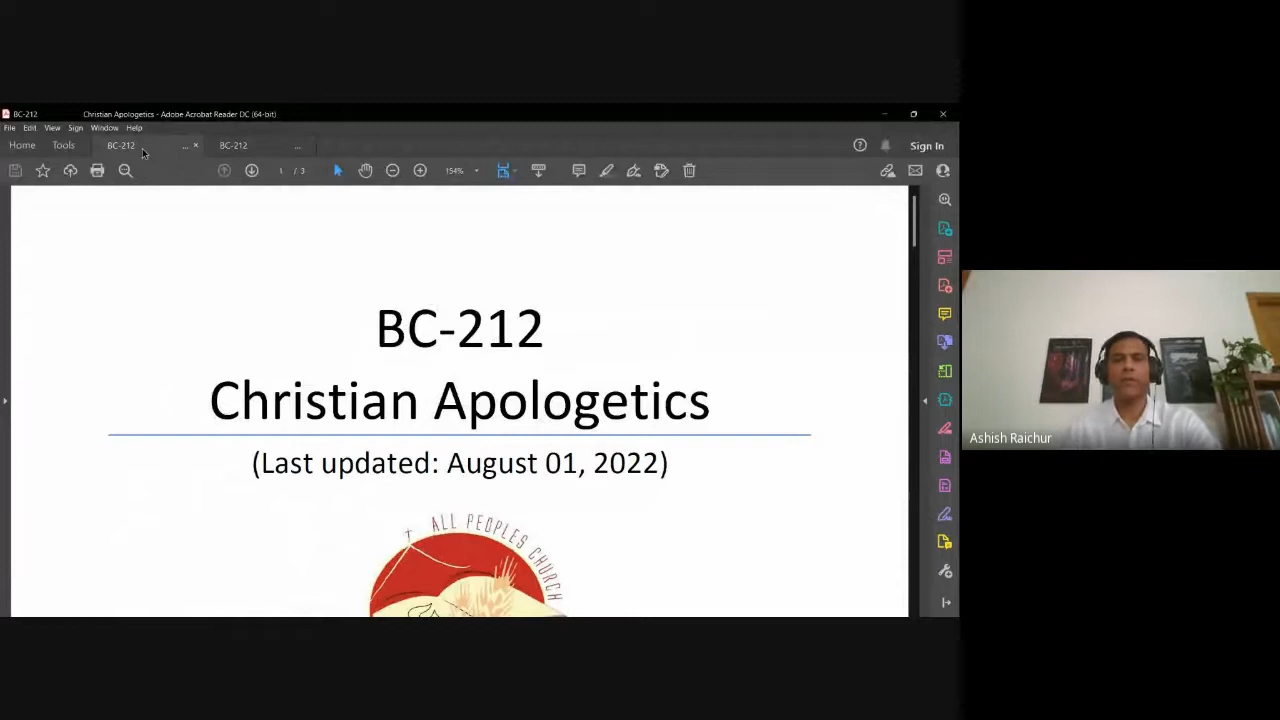 BC-212 Christian Apologetics - Adobe Acrobat Reader DC (64-bit)
File Edit View Sign Window Help
Home Tools BC-212 ... × BC-212 ... Sign In
1 / 3 154%
BC-212
Christian Apologetics
(Last updated: August 01, 2022)
ALL PEOPLES CHURCH
Ashish Raichur